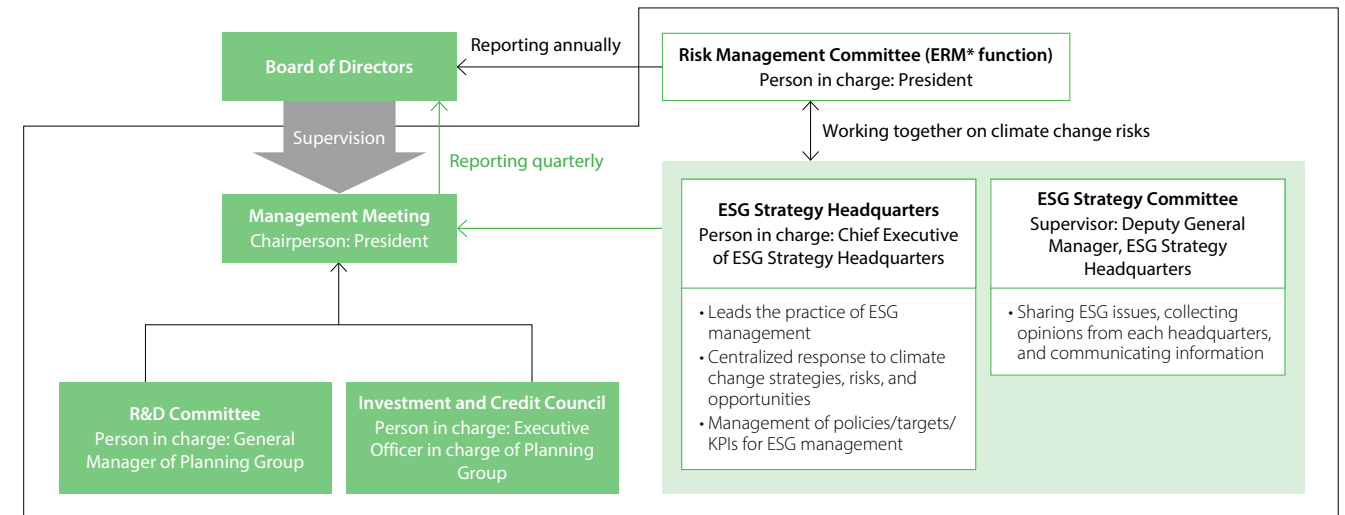 Reporting annually
Board of Directors
Risk Management Committee (ERM* function)
Person in charge: President
Supervision
Working together on climate change risks
Reporting quarterly
Management Meeting
Chairperson: President
ESG Strategy Headquarters
Person in charge: Chief Executive
of ESG Strategy Headquarters
• Leads the practice of ESG
management
• Centralized response to climate
change strategies, risks, and
opportunities
• Management of policies/targets/
KPIs for ESG management
ESG Strategy Committee
Supervisor: Deputy General
Manager, ESG Strategy
Headquarters
• Sharing ESG issues, collecting
opinions from each headquarters,
and communicating information
R&D Committee
Person in charge: General
Manager of Planning Group
Investment and Credit Council
Person in charge: Executive
Officer in charge of Planning
Group